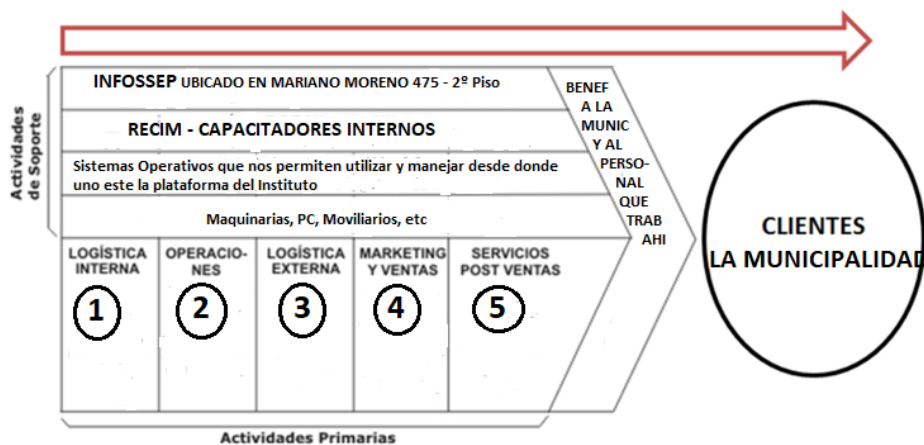 Actividades
de Soporte
INFOSSEP UBICADO EN MARIANO MORENO 475 - 2º Piso
RECIM - CAPACITADORES INTERNOS
Sistemas Operativos que nos permiten utilizar y manejar desde donde
uno este la plataforma del Instituto
Maquinarias, PC, Moviliarios, etc
BENEF
A LA
MUNIC
Y AL
PERSO-
NAL
QUE
TRAB
AHI
LOGÍSTICA
INTERNA
1
OPERACIO-
NES
2
LOGÍSTICA
EXTERNA
3
MARKETING
Y VENTAS
4
SERVICIOS
POST VENTAS
5
Actividades Primarias
CLIENTES
LA MUNICIPALIDAD